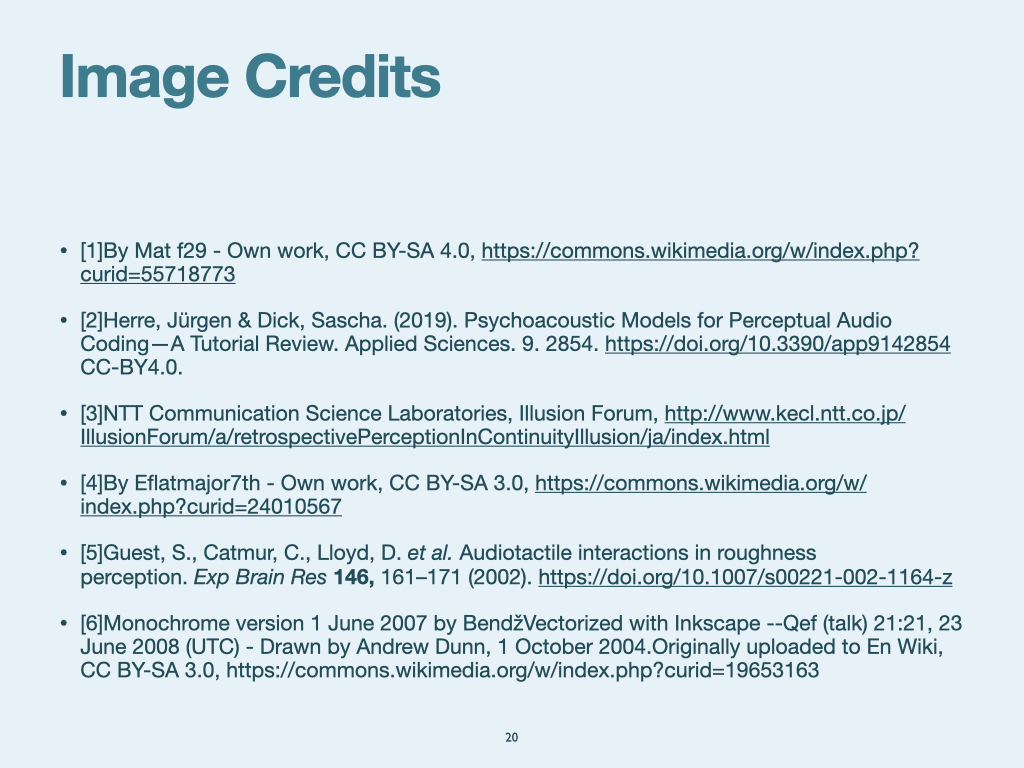 Image Credits
• [1]By Mat f29 - Own work, CC BY-SA 4.0, https://commons.wikimedia.org/w/index.php?
curid=55718773
• [2]Herre, Jürgen & Dick, Sascha. (2019). Psychoacoustic Models for Perceptual Audio
Coding—A Tutorial Review. Applied Sciences. 9. 2854. https://doi.org/10.3390/app9142854
CC-BY4.0.
• [3]NTT Communication Science Laboratories, Illusion Forum, http://www.kecl.ntt.co.jp/
IllusionForum/a/retrospectivePerceptionInContinuityIllusion/ja/index.html
• [4]By Eflatmajor7th - Own work, CC BY-SA 3.0, https://commons.wikimedia.org/w/
index.php?curid=24010567
• [5]Guest, S., Catmur, C., Lloyd, D. et al. Audiotactile interactions in roughness
perception. Exp Brain Res 146, 161–171 (2002). https://doi.org/10.1007/s00221-002-1164-z
• [6]Monochrome version 1 June 2007 by BendžVectorized with Inkscape --Qef (talk) 21:21, 23
June 2008 (UTC) - Drawn by Andrew Dunn, 1 October 2004.Originally uploaded to En Wiki,
CC BY-SA 3.0, https://commons.wikimedia.org/w/index.php?curid=19653163
20